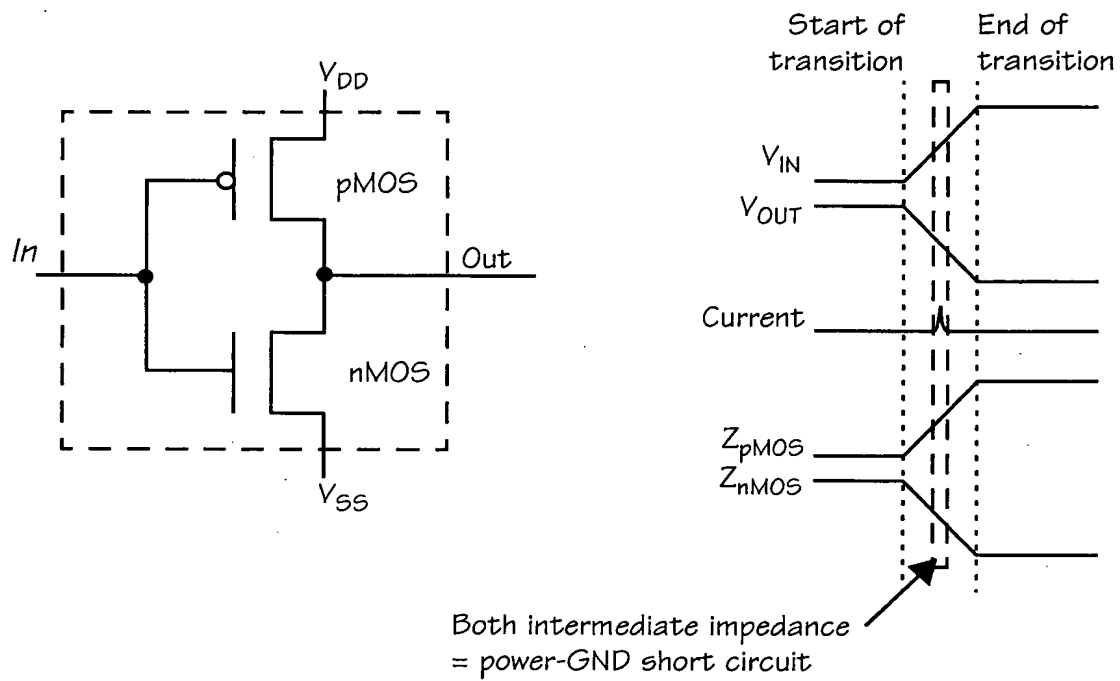 V_DD
pMOS
In
Out
nMOS
V_SS
Start of
transition
End of
transition
V_IN
V_OUT
Current
Z_pMOS
Z_nMOS
Both intermediate impedance
= power-GND short circuit